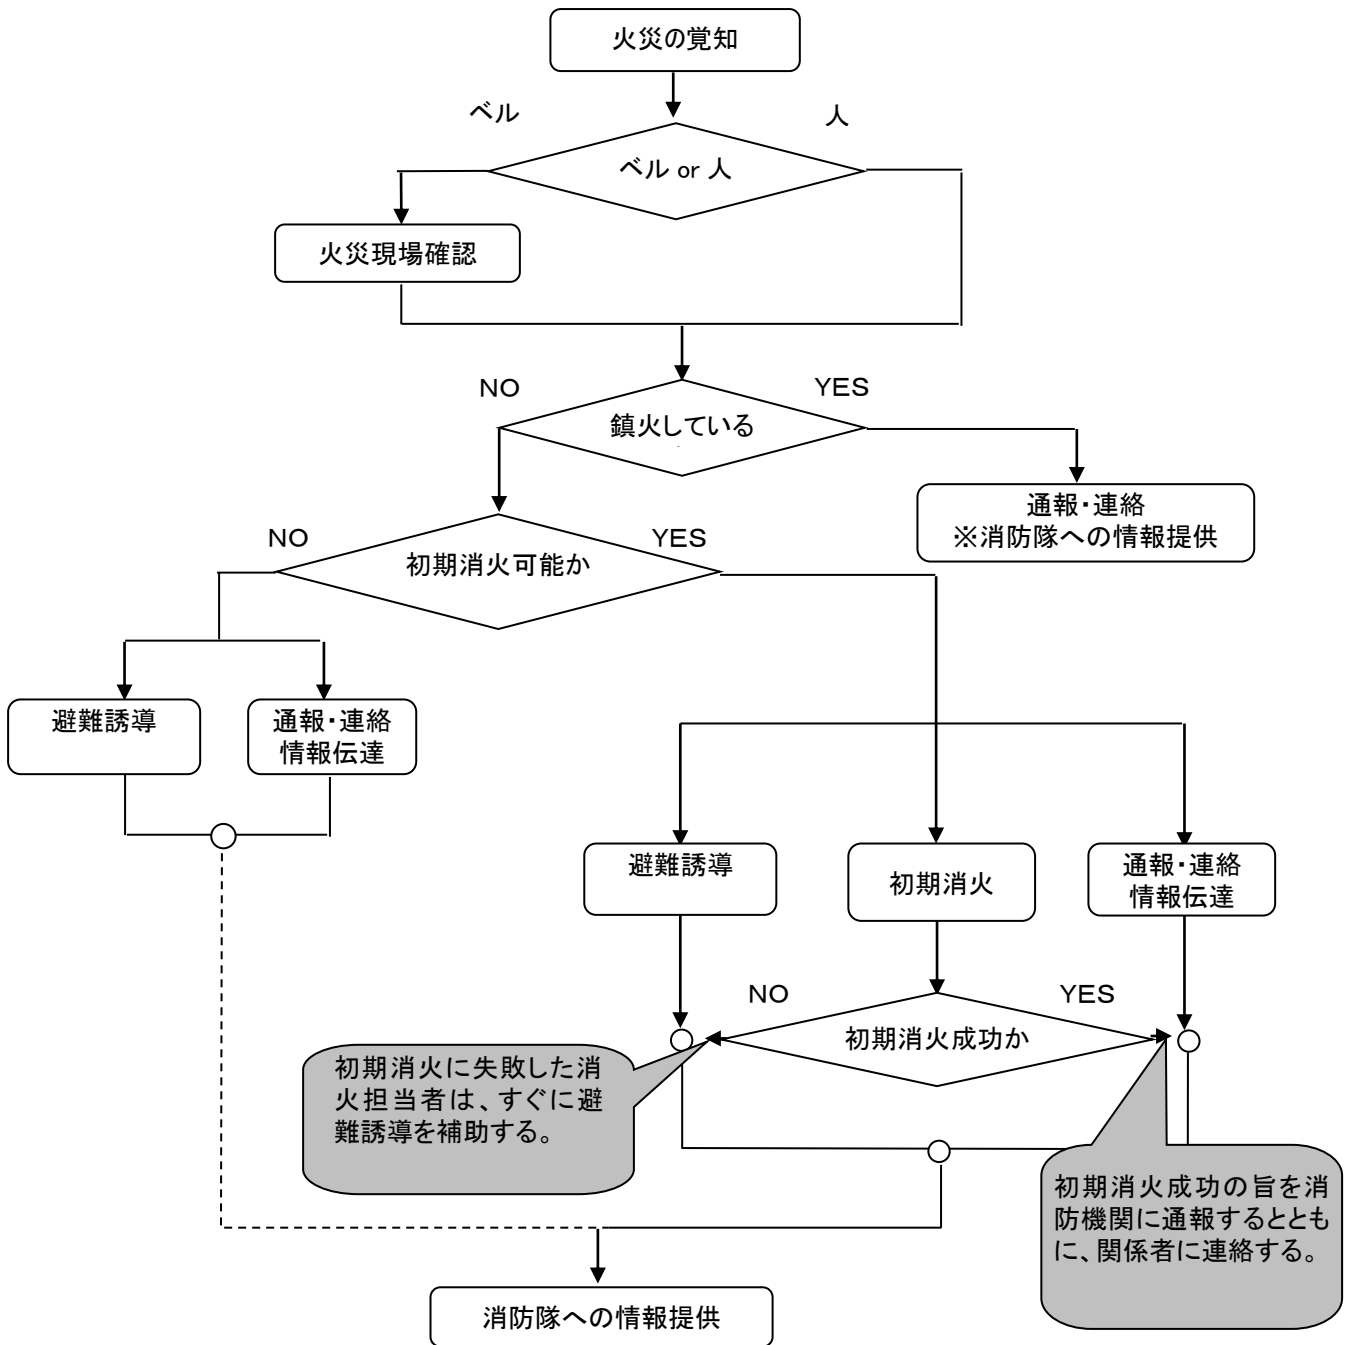 火災の覚知
ベル
人
ベル or 人
火災現場確認
NO
YES
鎮火している
通報・連絡
※消防隊への情報提供
NO
YES
初期消火可能か
避難誘導
通報・連絡
情報伝達
避難誘導
初期消火
通報・連絡
情報伝達
NO
YES
初期消火成功か
初期消火に失敗した消
火担当者は、すぐに避
難誘導を補助する。
初期消火成功の旨を消
防機関に通報するととも
に、関係者に連絡する。
消防隊への情報提供